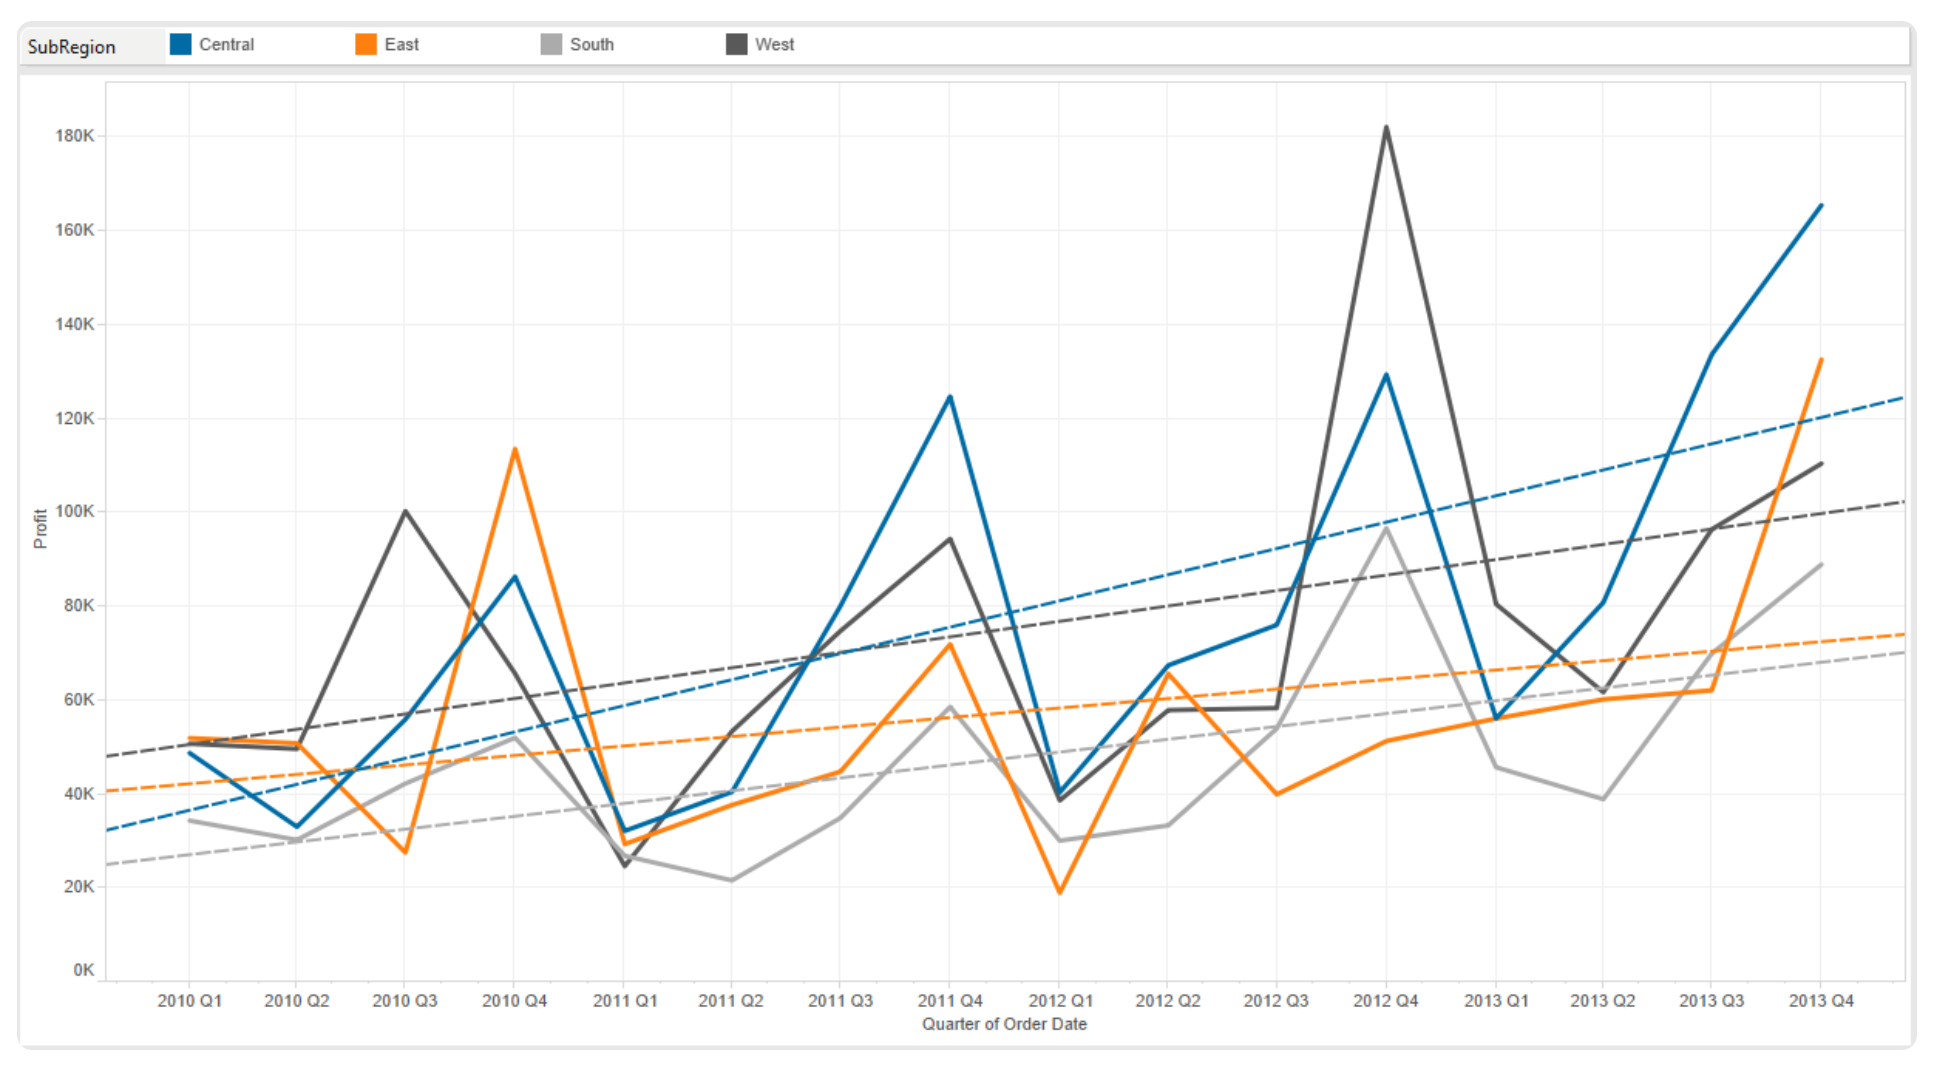 SubRegion Central East South West
180K
160K
140K
120K
100K
80K
60K
40K
20K
0K
Profit
2010 Q1 2010 Q2 2010 Q3 2010 Q4 2011 Q1 2011 Q2 2011 Q3 2011 Q4 2012 Q1 2012 Q2 2012 Q3 2012 Q4 2013 Q1 2013 Q2 2013 Q3 2013 Q4
Quarter of Order Date